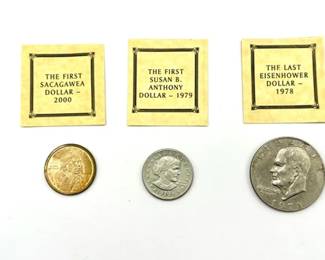 THE FIRST
SACAGAWEA
DOLLAR –
2000
THE FIRST
SUSAN B.
ANTHONY
DOLLAR – 1979
THE LAST
EISENHOWER
DOLLAR –
1978